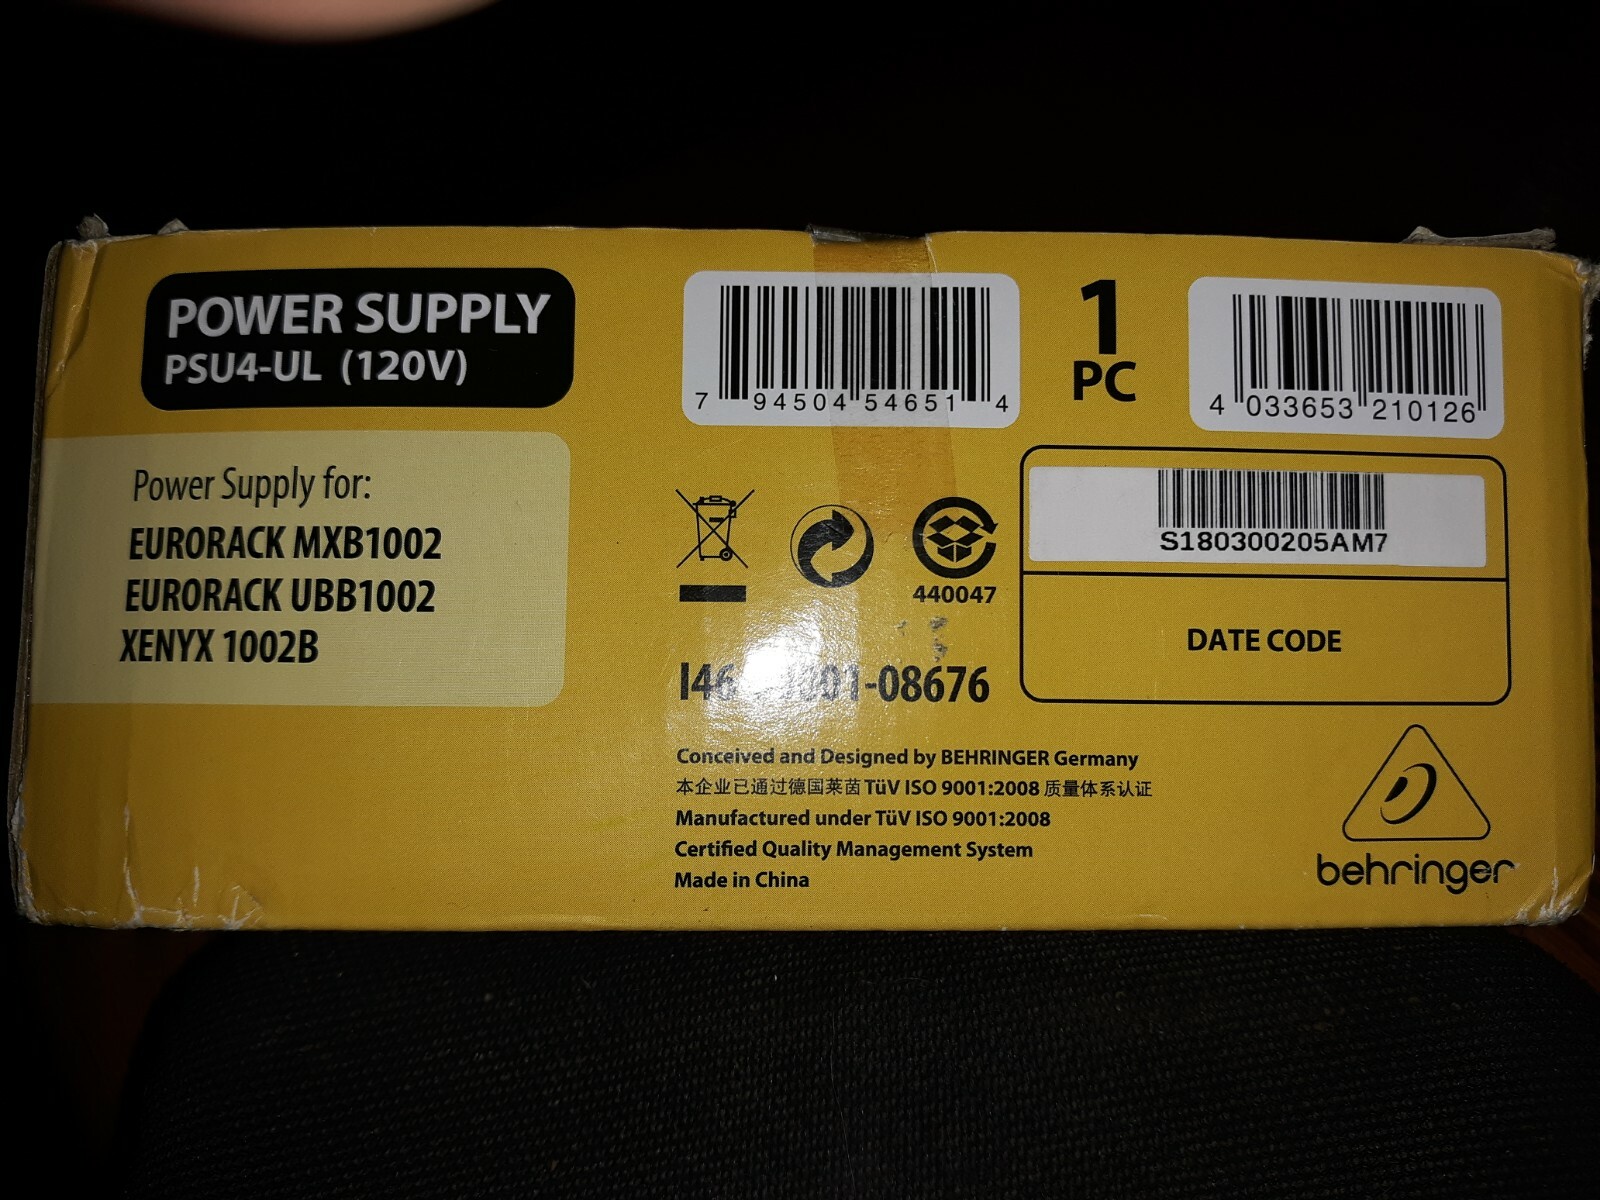 POWER SUPPLY
PSU4-UL (120V)
Power Supply for:
EURORACK MXB1002
EURORACK UBB1002
XENYX 1002B
7 94504 54651 4
1
PC
4 033653 210126
440047
S180300205AM7
DATE CODE
Conceived and Designed by BEHRINGER Germany
本企业已通过德国莱茵 TüV ISO 9001:2008 质量体系认证
Manufactured under TüV ISO 9001:2008
Certified Quality Management System
Made in China
behringer